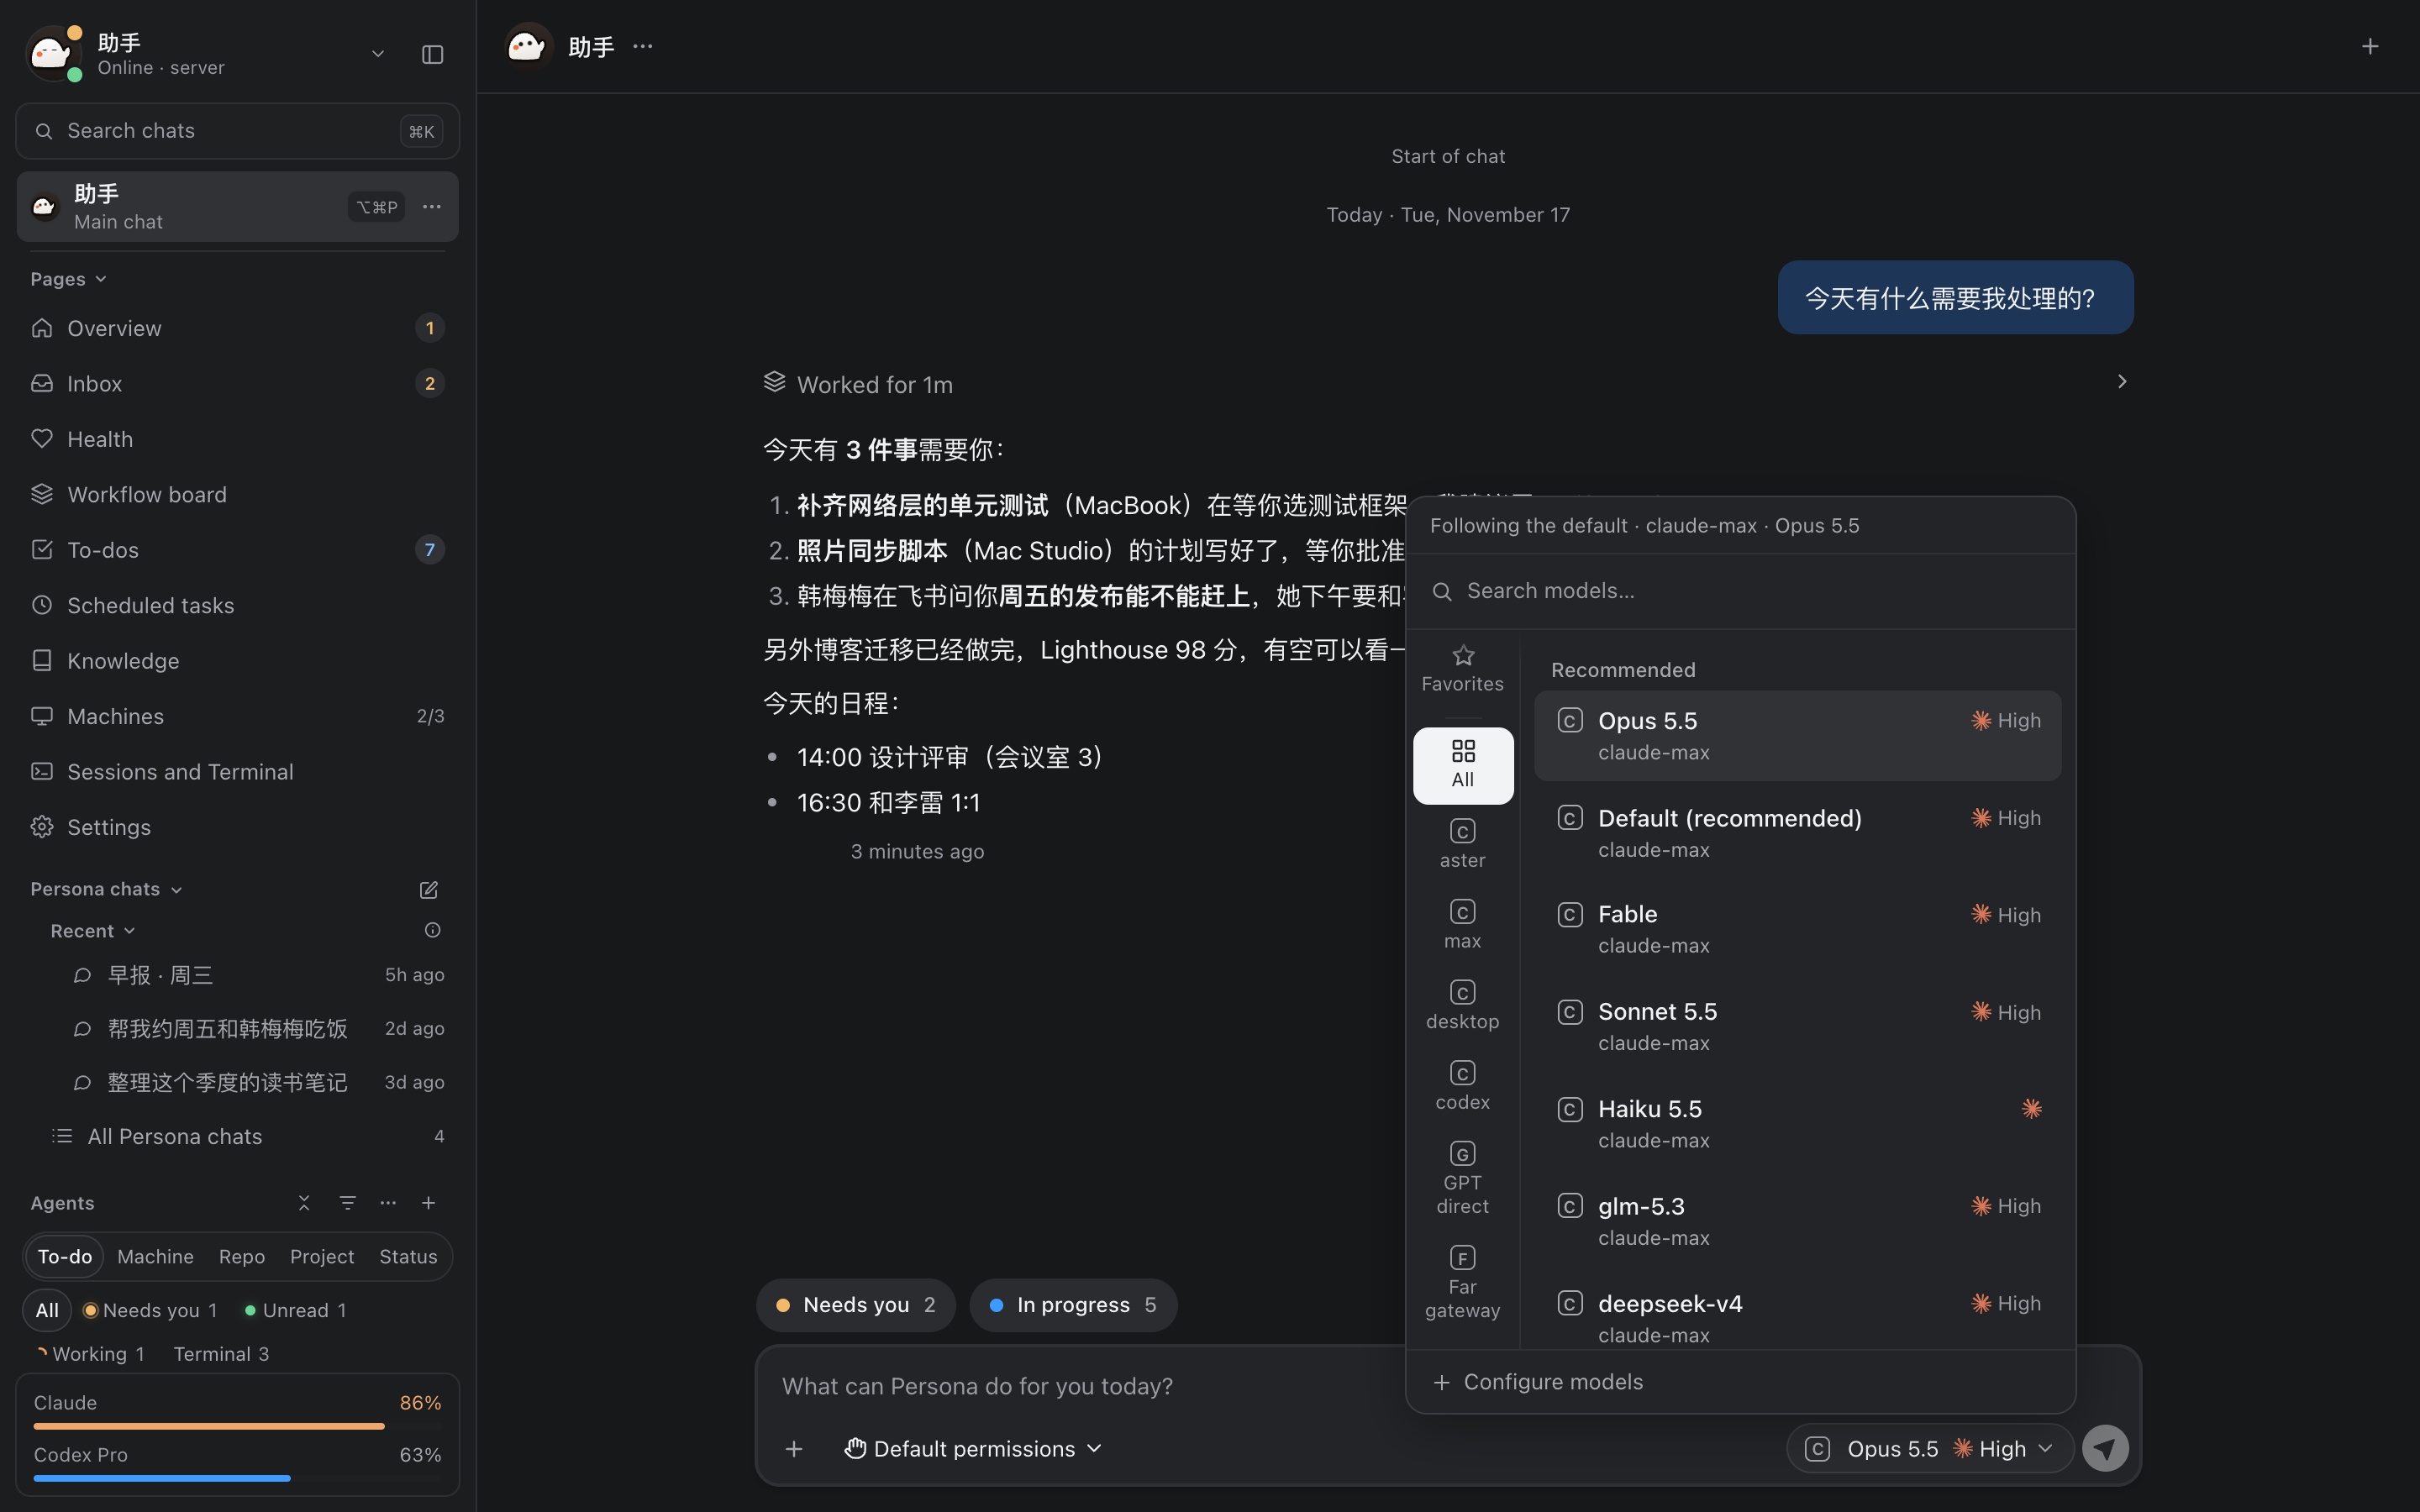 助手
Online · server
Search chats
⌘K
助手
Main chat
⌥⌘P
Pages
Overview
1
Inbox
2
Health
Workflow board
To-dos
7
Scheduled tasks
Knowledge
Machines
2/3
Sessions and Terminal
Settings
Persona chats
Recent
早报 · 周三
5h ago
帮我约周五和韩梅梅吃饭
2d ago
整理这个季度的读书笔记
3d ago
All Persona chats
4
Agents
To-do Machine Repo Project Status
All Needs you 1 Unread 1
Working 1 Terminal 3
Claude
86%
Codex Pro
63%
助手
Start of chat
Today · Tue, November 17
今天有什么需要我处理的?
Worked for 1m
今天有 3 件事需要你：
1. 补齐网络层的单元测试（MacBook）在等你选测试框架
2. 照片同步脚本（Mac Studio）的计划写好了，等你批准
3. 韩梅梅在飞书问你周五的发布能不能赶上，她下午要和
另外博客迁移已经做完，Lighthouse 98 分，有空可以看一
今天的日程：
• 14:00 设计评审（会议室 3）
• 16:30 和李雷 1:1
3 minutes ago
Needs you 2
In progress 5
What can Persona do for you today?
Default permissions
C Opus 5.5 High
Following the default · claude-max · Opus 5.5
Search models...
Favorites
All
C
aster
C
max
C
desktop
C
codex
G
GPT
direct
F
Far
gateway
Recommended
C Opus 5.5 High
claude-max
C Default (recommended) High
claude-max
C Fable High
claude-max
C Sonnet 5.5 High
claude-max
C Haiku 5.5
claude-max
C glm-5.3 High
claude-max
C deepseek-v4 High
claude-max
Configure models